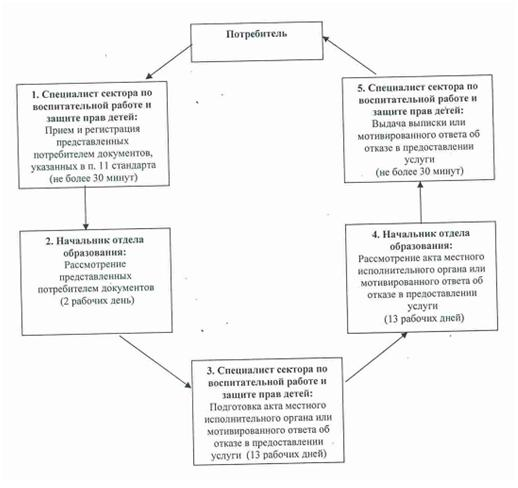 Потребитель
1. Специалист сектора по
воспитательной работе и
защите прав детей:
Прием и регистрация
представленных
потребителем документов,
указанных в п. 11 стандарта
(не более 30 минут)
2. Начальник отдела
образования:
Рассмотрение
представленных
потребителем документов
(2 рабочих день)
3. Специалист сектора по
воспитательной работе и
защите прав детей:
Подготовка акта местного
исполнительного органа или
мотивированного ответа об
отказе в предоставлении
услуги (13 рабочих дней)
4. Начальник отдела
образования:
Рассмотрение акта местного
исполнительного органа или
мотивированного ответа об
отказе в предоставлении
услуги
(13 рабочих дней)
5. Специалист сектора по
воспитательной работе и
защите прав детей:
Выдача выписки или
мотивированного ответа об
отказе в предоставлении
услуги
(не более 30 минут)